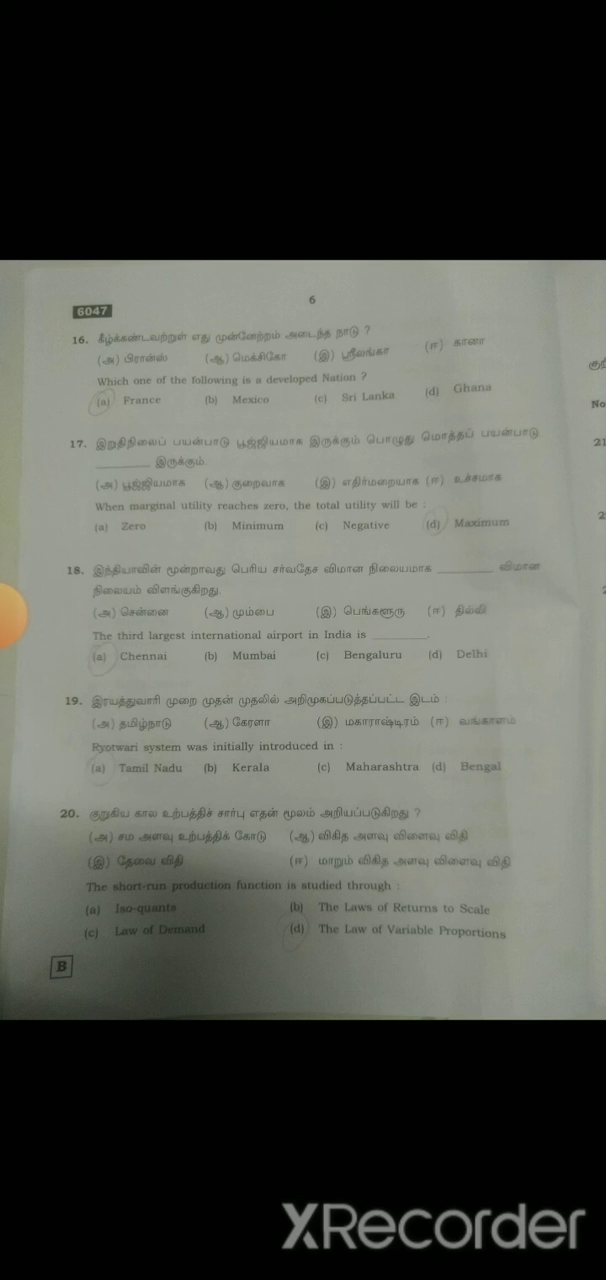 6
6047
16. கீழ்க்கண்டவற்றுள் எது முன்னேற்றம் அடைந்த நாடு ?
(அ) பிரான்ஸ் (ஆ) மெக்சிகோ (இ) ஸ்ரீலங்கா (ஈ) கானா
Which one of the following is a developed Nation ?
(a) France (b) Mexico (c) Sri Lanka (d) Ghana
17. இறுதிநிலைப் பயன்பாடு பூஜ்ஜியமாக இருக்கும் பொழுது மொத்தப் பயன்பாடு
________ இருக்கும்.
(அ) பூஜ்ஜியமாக (ஆ) குறைவாக (இ) எதிர்மறையாக (ஈ) உச்சமாக
When marginal utility reaches zero, the total utility will be :
(a) Zero (b) Minimum (c) Negative (d) Maximum
18. இந்தியாவின் மூன்றாவது பெரிய சர்வதேச விமான நிலையமாக ________ விமான
நிலையம் விளங்குகிறது.
(அ) சென்னை (ஆ) மும்பை (இ) பெங்களூரு (ஈ) தில்லி
The third largest international airport in India is ________.
(a) Chennai (b) Mumbai (c) Bengaluru (d) Delhi
19. இரயத்துவாரி முறை முதன் முதலில் அறிமுகப்படுத்தப்பட்ட இடம் :
(அ) தமிழ்நாடு (ஆ) கேரளா (இ) மகாராஷ்டிரம் (ஈ) வங்காளம்
Ryotwari system was initially introduced in :
(a) Tamil Nadu (b) Kerala (c) Maharashtra (d) Bengal
20. குறுகிய கால உற்பத்திச் சார்பு எதன் மூலம் அறியப்படுகிறது ?
(அ) சம அளவு உற்பத்திக் கோடு (ஆ) விகித அளவு விளைவு விதி
(இ) தேவை விதி (ஈ) மாறும் விகித அளவு விளைவு விதி
The short-run production function is studied through :
(a) Iso-quants (b) The Laws of Returns to Scale
(c) Law of Demand (d) The Law of Variable Proportions
B
No
21
XRecorder